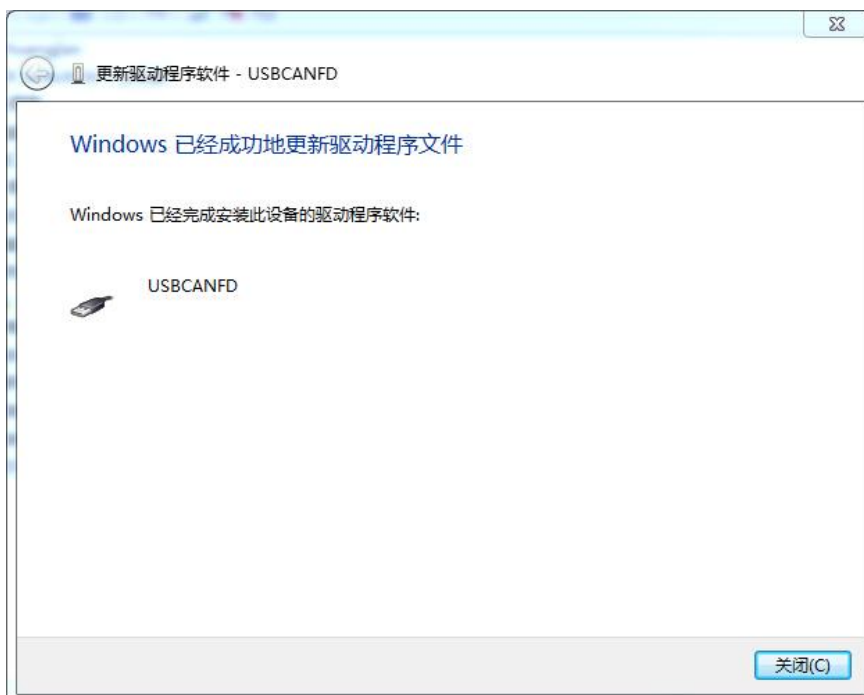 更新驱动程序软件 - USBCANFD
Windows 已经成功地更新驱动程序文件
Windows 已经完成安装此设备的驱动程序软件:
USBCANFD
关闭(C)